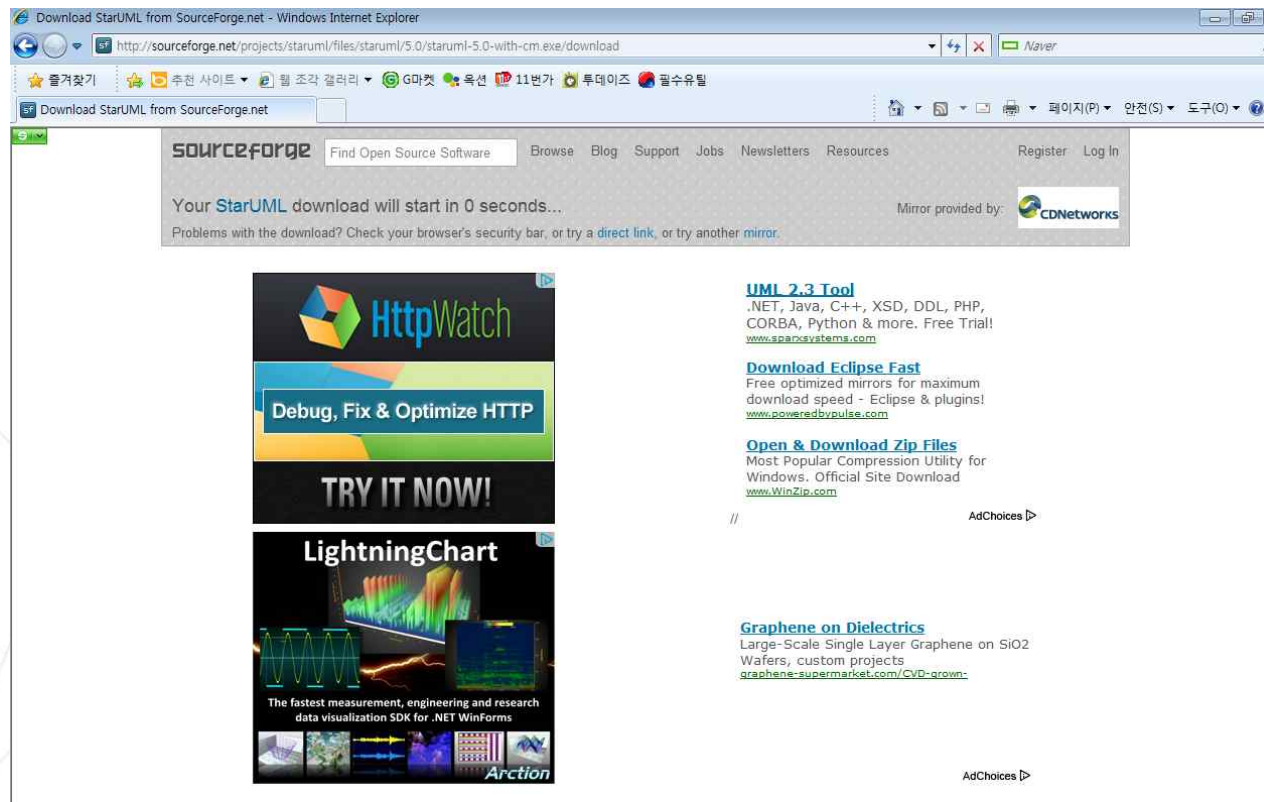 Download StarUML from SourceForge.net - Windows Internet Explorer
http://sourceforge.net/projects/staruml/files/staruml/5.0/staruml-5.0-with-cm.exe/download
Naver
즐겨찾기 추천 사이트 웹 조각 갤러리 G마켓 옥션 11번가 투데이즈 필수유틸
Download StarUML from SourceForge.net
페이지(P) 안전(S) 도구(O)
sourceforge Find Open Source Software Browse Blog Support Jobs Newsletters Resources Register Log In
Your StarUML download will start in 0 seconds...
Mirror provided by: CDNetworks
Problems with the download? Check your browser's security bar, or try a direct link, or try another mirror.
HttpWatch
Debug, Fix & Optimize HTTP
TRY IT NOW!
UML 2.3 Tool
.NET, Java, C++, XSD, DDL, PHP,
CORBA, Python & more. Free Trial!
www.sparxsystems.com
Download Eclipse Fast
Free optimized mirrors for maximum
download speed - Eclipse & plugins!
www.poweredbypulse.com
Open & Download Zip Files
Most Popular Compression Utility for
Windows. Official Site Download
www.WinZip.com
//
AdChoices
LightningChart
The fastest measurement, engineering and research
data visualization SDK for .NET WinForms
Arction
Graphene on Dielectrics
Large-Scale Single Layer Graphene on SiO2
Wafers, custom projects
graphene-supermarket.com/CVD-grown-
AdChoices